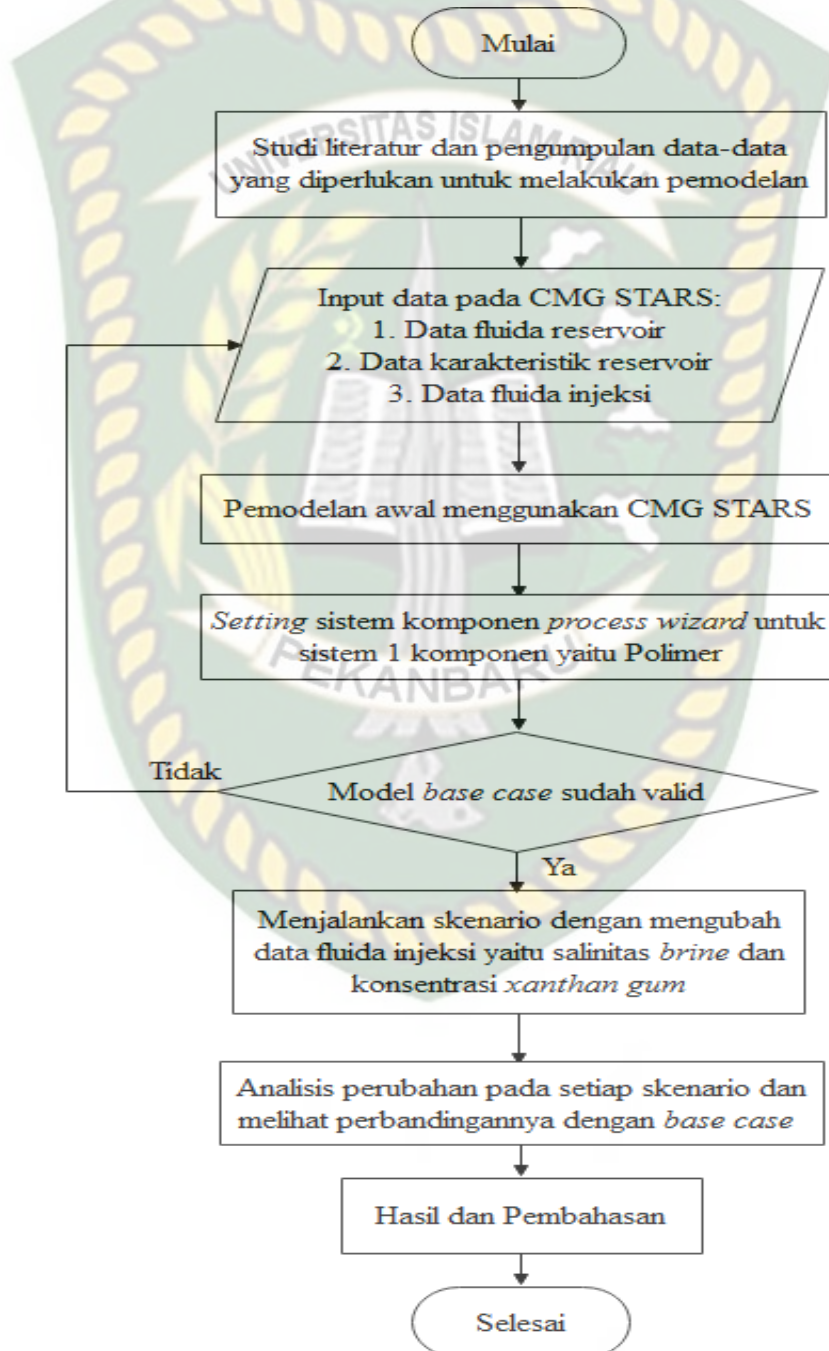 Mulai
UNIVERSITAS ISLAM RIAU
Studi literatur dan pengumpulan data-data
yang diperlukan untuk melakukan pemodelan
Input data pada CMG STARS:
1. Data fluida reservoir
2. Data karakteristik reservoir
3. Data fluida injeksi
Pemodelan awal menggunakan CMG STARS
Setting sistem komponen process wizard untuk
sistem 1 komponen yaitu Polimer
PEKANBARU
Tidak
Model base case sudah valid
Ya
Menjalankan skenario dengan mengubah
data fluida injeksi yaitu salinitas brine dan
konsentrasi xanthan gum
Analisis perubahan pada setiap skenario dan
melihat perbandingannya dengan base case
Hasil dan Pembahasan
Selesai